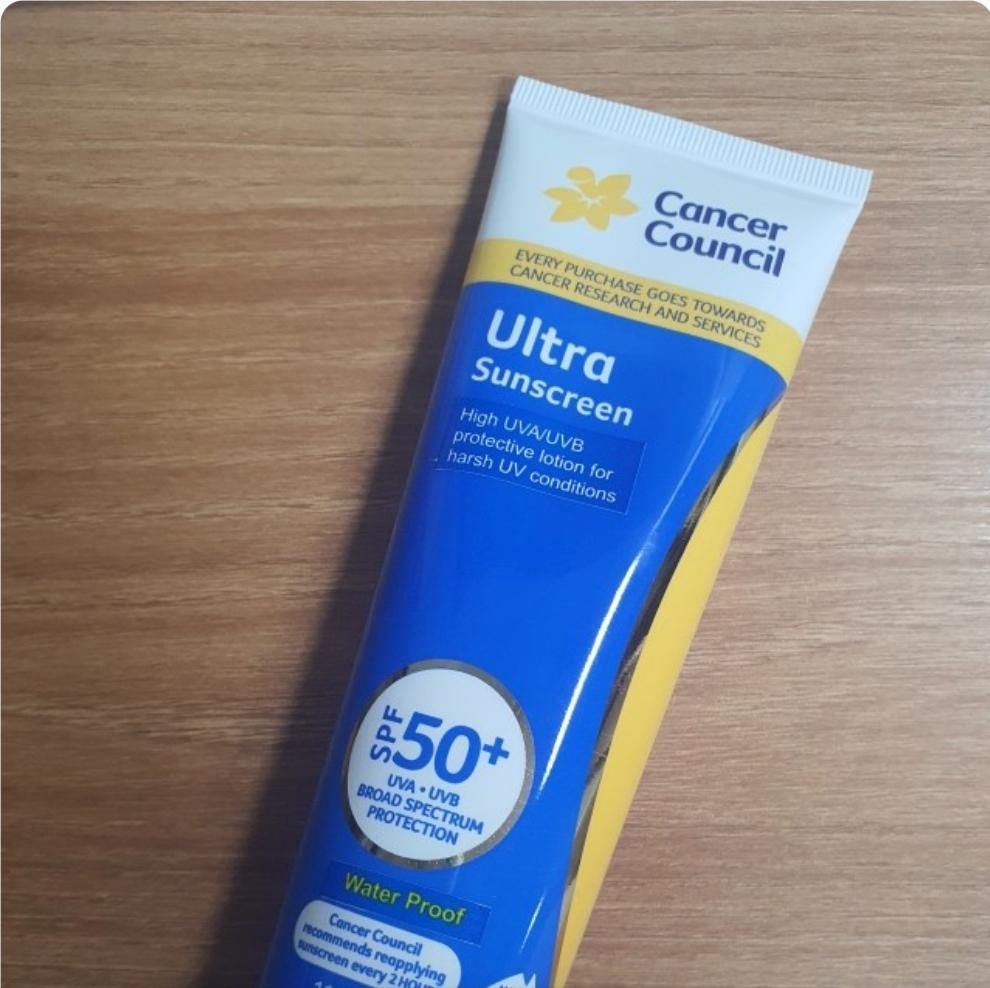 Cancer
Council
EVERY PURCHASE GOES TOWARDS
CANCER RESEARCH AND SERVICES
Ultra
Sunscreen
High UVA/UVB
protective lotion for
harsh UV conditions
SPF 50+
UVA • UVB
BROAD SPECTRUM
PROTECTION
Water Proof
Cancer Council
recommends reapplying
sunscreen every 2 HOURS